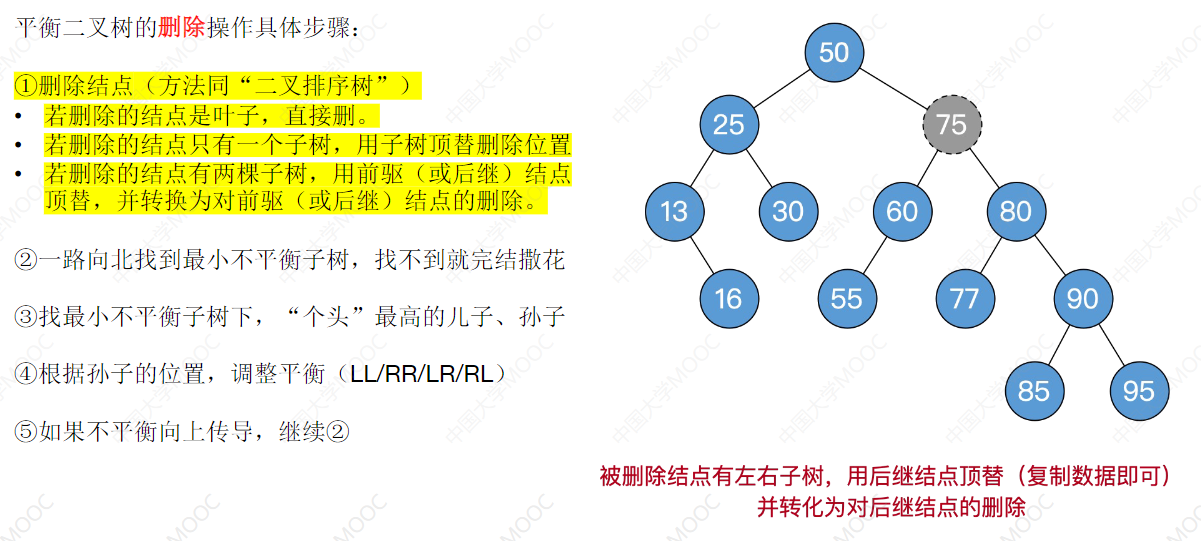 平衡二叉树的删除操作具体步骤：
①删除结点（方法同“二叉排序树”）
• 若删除的结点是叶子，直接删。
• 若删除的结点只有一个子树，用子树顶替删除位置
• 若删除的结点有两棵子树，用前驱（或后继）结点
顶替，并转换为对前驱（或后继）结点的删除。
②一路向北找到最小不平衡子树，找不到就完结撒花
③找最小不平衡子树下，“个头”最高的儿子、孙子
④根据孙子的位置，调整平衡（LL/RR/LR/RL）
⑤如果不平衡向上传导，继续②
50
25 75
13 30 60 80
16 55 77 90
85 95
被删除结点有左右子树，用后继结点顶替（复制数据即可）
并转化为对后继结点的删除
中国大学MOOC